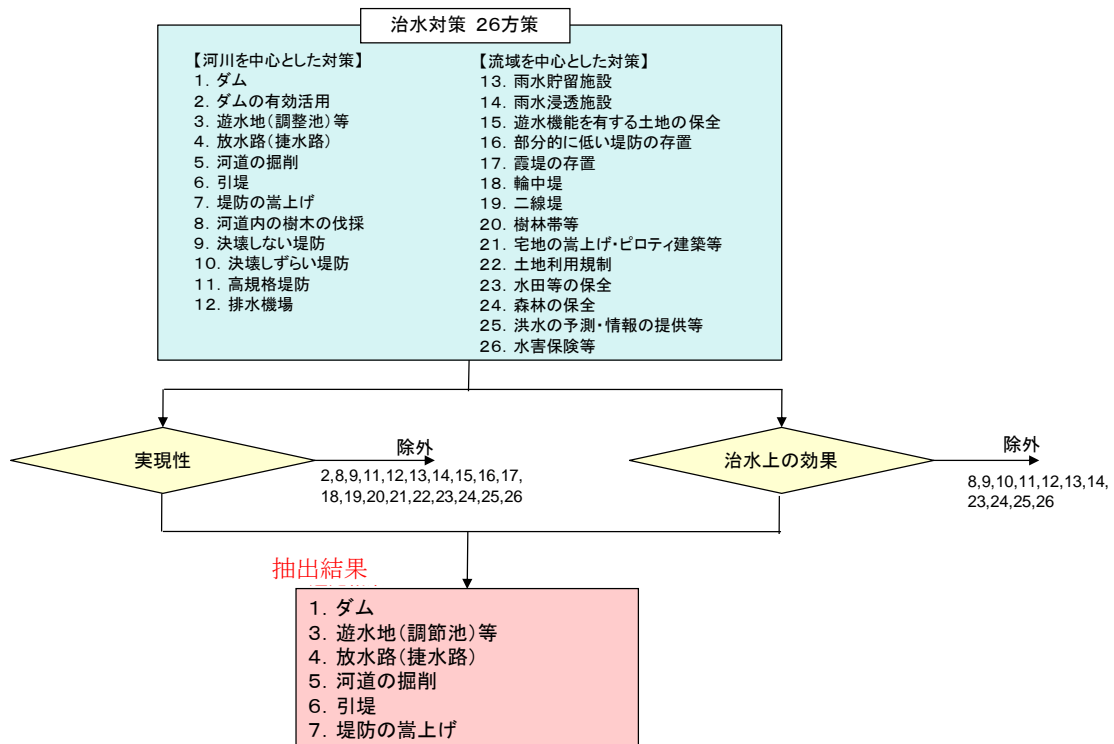 治水対策 26方策
【河川を中心とした対策】
1. ダム
2. ダムの有効活用
3. 遊水地(調整池)等
4. 放水路(捷水路)
5. 河道の掘削
6. 引堤
7. 堤防の嵩上げ
8. 河道内の樹木の伐採
9. 決壊しない堤防
10. 決壊しずらい堤防
11. 高規格堤防
12. 排水機場
【流域を中心とした対策】
13. 雨水貯留施設
14. 雨水浸透施設
15. 遊水機能を有する土地の保全
16. 部分的に低い堤防の存置
17. 霞堤の存置
18. 輪中堤
19. 二線堤
20. 樹林帯等
21. 宅地の嵩上げ・ピロティ建築等
22. 土地利用規制
23. 水田等の保全
24. 森林の保全
25. 洪水の予測・情報の提供等
26. 水害保険等
実現性
除外
2,8,9,11,12,13,14,15,16,17,
18,19,20,21,22,23,24,25,26
治水上の効果
除外
8,9,10,11,12,13,14,
23,24,25,26
抽出結果
1. ダム
3. 遊水地(調節池)等
4. 放水路(捷水路)
5. 河道の掘削
6. 引堤
7. 堤防の嵩上げ